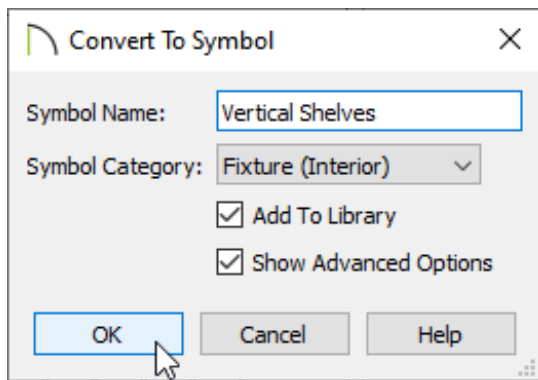 Convert To Symbol
Symbol Name: Vertical Shelves
Symbol Category: Fixture (Interior)
Add To Library
Show Advanced Options
OK Cancel Help